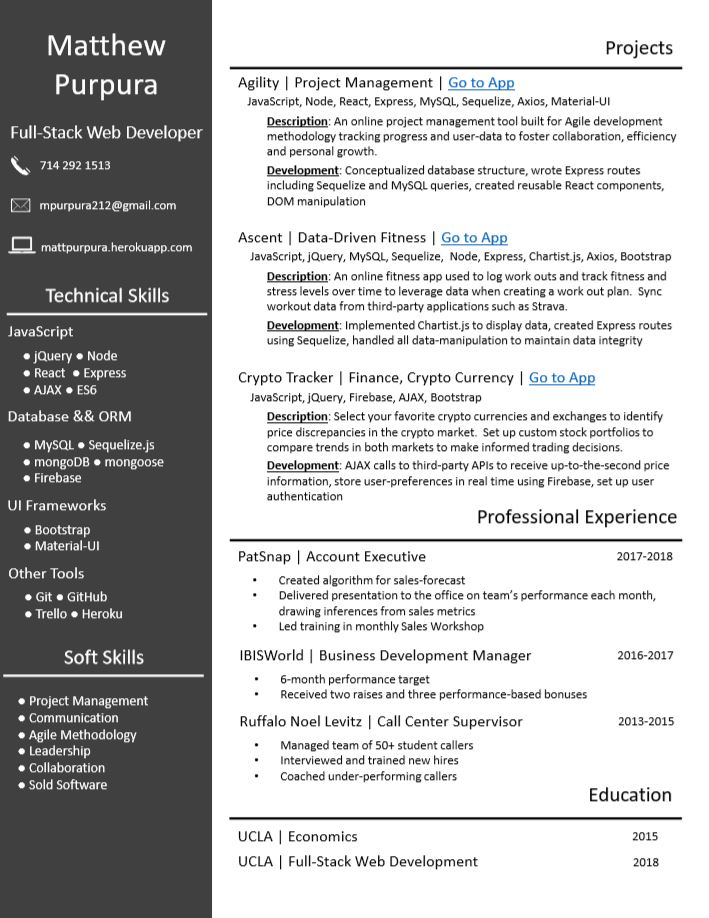 Matthew
Purpura
Full-Stack Web Developer
714 292 1513
mpurpura212@gmail.com
mattpurpura.herokuapp.com
Technical Skills
JavaScript
● jQuery ● Node
● React ● Express
● AJAX ● ES6
Database && ORM
● MySQL ● Sequelize.js
● mongoDB ● mongoose
● Firebase
UI Frameworks
● Bootstrap
● Material-UI
Other Tools
● Git ● GitHub
● Trello ● Heroku
Soft Skills
● Project Management
● Communication
● Agile Methodology
● Leadership
● Collaboration
● Sold Software
Projects
Agility | Project Management | Go to App
JavaScript, Node, React, Express, MySQL, Sequelize, Axios, Material-UI
Description: An online project management tool built for Agile development
methodology tracking progress and user-data to foster collaboration, efficiency
and personal growth.
Development: Conceptualized database structure, wrote Express routes
including Sequelize and MySQL queries, created reusable React components,
DOM manipulation
Ascent | Data-Driven Fitness | Go to App
JavaScript, jQuery, MySQL, Sequelize, Node, Express, Chartist.js, Axios, Bootstrap
Description: An online fitness app used to log work outs and track fitness and
stress levels over time to leverage data when creating a work out plan. Sync
workout data from third-party applications such as Strava.
Development: Implemented Chartist.js to display data, created Express routes
using Sequelize, handled all data-manipulation to maintain data integrity
Crypto Tracker | Finance, Crypto Currency | Go to App
JavaScript, jQuery, Firebase, AJAX, Bootstrap
Description: Select your favorite crypto currencies and exchanges to identify
price discrepancies in the crypto market. Set up custom stock portfolios to
compare trends in both markets to make informed trading decisions.
Development: AJAX calls to third-party APIs to receive up-to-the-second price
information, store user-preferences in real time using Firebase, set up user
authentication
Professional Experience
PatSnap | Account Executive 2017-2018
• Created algorithm for sales-forecast
• Delivered presentation to the office on team's performance each month,
drawing inferences from sales metrics
• Led training in monthly Sales Workshop
IBISWorld | Business Development Manager 2016-2017
• 6-month performance target
• Received two raises and three performance-based bonuses
Ruffalo Noel Levitz | Call Center Supervisor 2013-2015
• Managed team of 50+ student callers
• Interviewed and trained new hires
• Coached under-performing callers
Education
UCLA | Economics 2015
UCLA | Full-Stack Web Development 2018